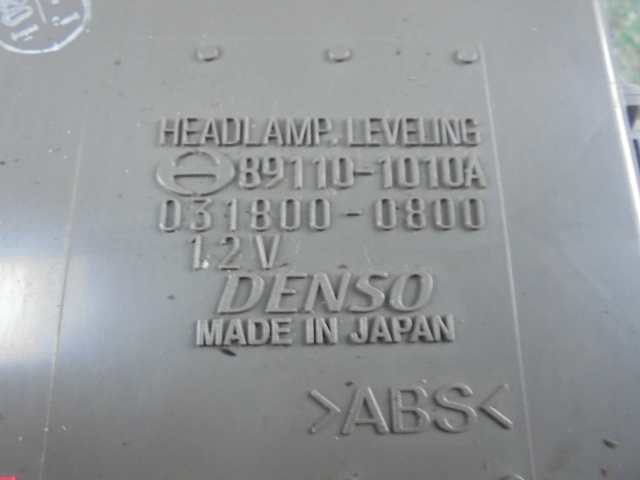 HEADLAMP. LEVELING
89110-1010A
031800-0800
12V
DENSO
MADE IN JAPAN
>ABS<